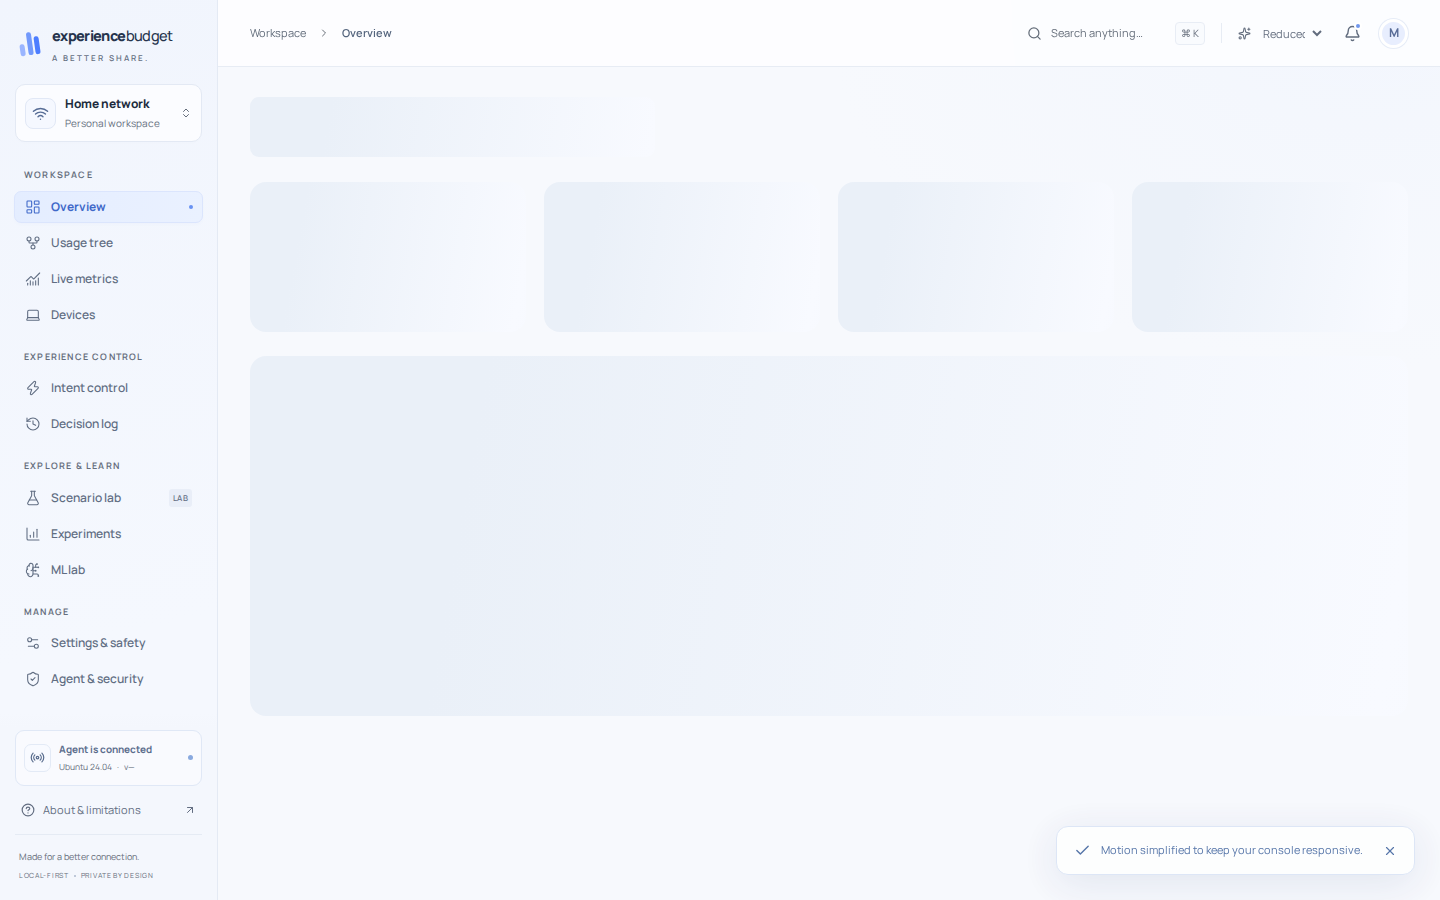 experiencebudget
A BETTER SHARE.
Home network
Personal workspace
WORKSPACE
Overview
Usage tree
Live metrics
Devices
EXPERIENCE CONTROL
Intent control
Decision log
EXPLORE & LEARN
Scenario lab LAB
Experiments
ML lab
MANAGE
Settings & safety
Agent & security
Agent is connected
Ubuntu 24.04 · v—
About & limitations
Made for a better connection.
LOCAL-FIRST • PRIVATE BY DESIGN
Workspace > Overview
Search anything... ⌘ K
Reduced
M
Motion simplified to keep your console responsive.